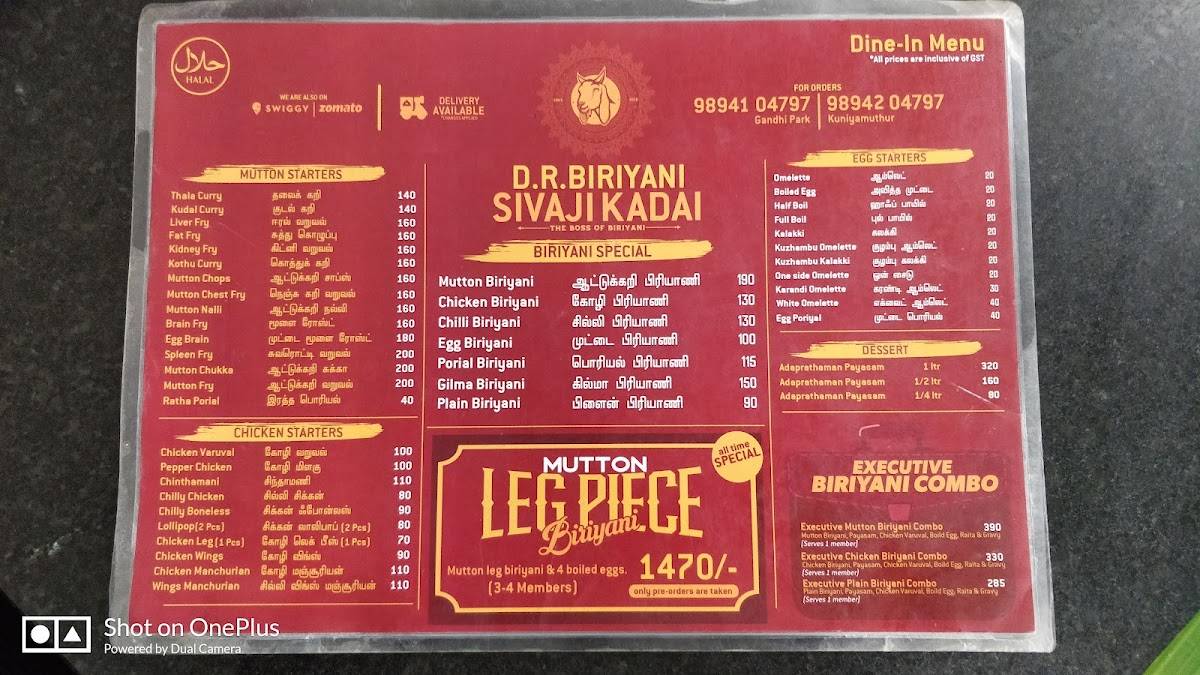 حلال
HALAL
WE ARE ALSO ON
SWIGGY | zomato
DELIVERY
AVAILABLE
Dine-In Menu
*All prices are inclusive of GST
FOR ORDERS
98941 04797 | 98942 04797
Gandhi Park | Kuniyamuthur
D.R.BIRIYANI
SIVAJI KADAI
THE BOSS OF BIRIYANI
MUTTON STARTERS
Thala Curry தலைக் கறி 140
Kudal Curry குடல் கறி 140
Liver Fry ஈரல் வறுவல் 160
Fat Fry சுத்து கொழுப்பு 160
Kidney Fry கிட்னி வறுவல் 160
Kothu Curry கொத்துக் கறி 160
Mutton Chops ஆட்டுக்கறி சாப்ஸ் 160
Mutton Chest Fry நெஞ்சு கறி வறுவல் 160
Mutton Nalli ஆட்டுக்கறி நல்லி 160
Brain Fry மூளை ரோஸ்ட் 160
Egg Brain முட்டை மூளை ரோஸ்ட் 180
Spleen Fry சுவரொட்டி வறுவல் 200
Mutton Chukka ஆட்டுக்கறி சுக்கா 200
Mutton Fry ஆட்டுக்கறி வறுவல் 200
Ratha Porial இரத்த பொரியல் 40
CHICKEN STARTERS
Chicken Varuval கோழி வறுவல் 100
Pepper Chicken கோழி மிளகு 100
Chinthamani சிந்தாமணி 110
Chilly Chicken சில்லி சிக்கன் 80
Chilly Boneless சிக்கன் ஃபோன்லஸ் 90
Lollipop(2 Pcs) சிக்கன் லாலிபாப் (2 Pcs) 80
Chicken Leg (1 Pcs) கோழி லெக் பீஸ் (1 Pcs) 70
Chicken Wings கோழி விங்ஸ் 90
Chicken Manchurian கோழி மஞ்சூரியன் 110
Wings Manchurian சில்லி விங்ஸ் மஞ்சூரியன் 110
BIRIYANI SPECIAL
Mutton Biriyani ஆட்டுக்கறி பிரியாணி 190
Chicken Biriyani கோழி பிரியாணி 130
Chilli Biriyani சில்லி பிரியாணி 130
Egg Biriyani முட்டை பிரியாணி 100
Porial Biriyani பொரியல் பிரியாணி 115
Gilma Biriyani கில்மா பிரியாணி 150
Plain Biriyani பிளைன் பிரியாணி 90
all time
SPECIAL
MUTTON
LEG PIECE
Biriyani
Mutton leg biriyani & 4 boiled eggs.
(3-4 Members)
1470/-
only pre-orders are taken
EGG STARTERS
Omelette ஆம்லெட் 20
Boiled Egg அவித்த முட்டை 20
Half Boil ஹாஃப் பாயில் 20
Full Boil புல் பாயில் 20
Kalakki கலக்கி 20
Kuzhambu Omelette குழம்பு ஆம்லெட் 20
Kuzhambu Kalakki குழம்பு கலக்கி 20
One side Omelette ஒன் சைடு 20
Karandi Omelette கரண்டி ஆம்லெட் 30
White Omelette எக்வைட் ஆம்லெட் 40
Egg Poriyal முட்டை பொரியல் 40
DESSERT
Adaprathaman Payasam 1 ltr 320
Adaprathaman Payasam 1/2 ltr 160
Adaprathaman Payasam 1/4 ltr 80
EXECUTIVE
BIRIYANI COMBO
Executive Mutton Biriyani Combo 390
Mutton Biriyani, Payasam, Chicken Varuval, Boild Egg, Raita & Gravy
(Serves 1 member)
Executive Chicken Biriyani Combo 330
Chicken Biriyani, Payasam, Chicken Varuval, Boild Egg, Raita & Gravy
(Serves 1 member)
Executive Plain Biriyani Combo 285
Plain Biriyani, Payasam, Chicken Varuval, Boild Egg, Raita & Gravy
(Serves 1 member)
Shot on OnePlus
Powered by Dual Camera